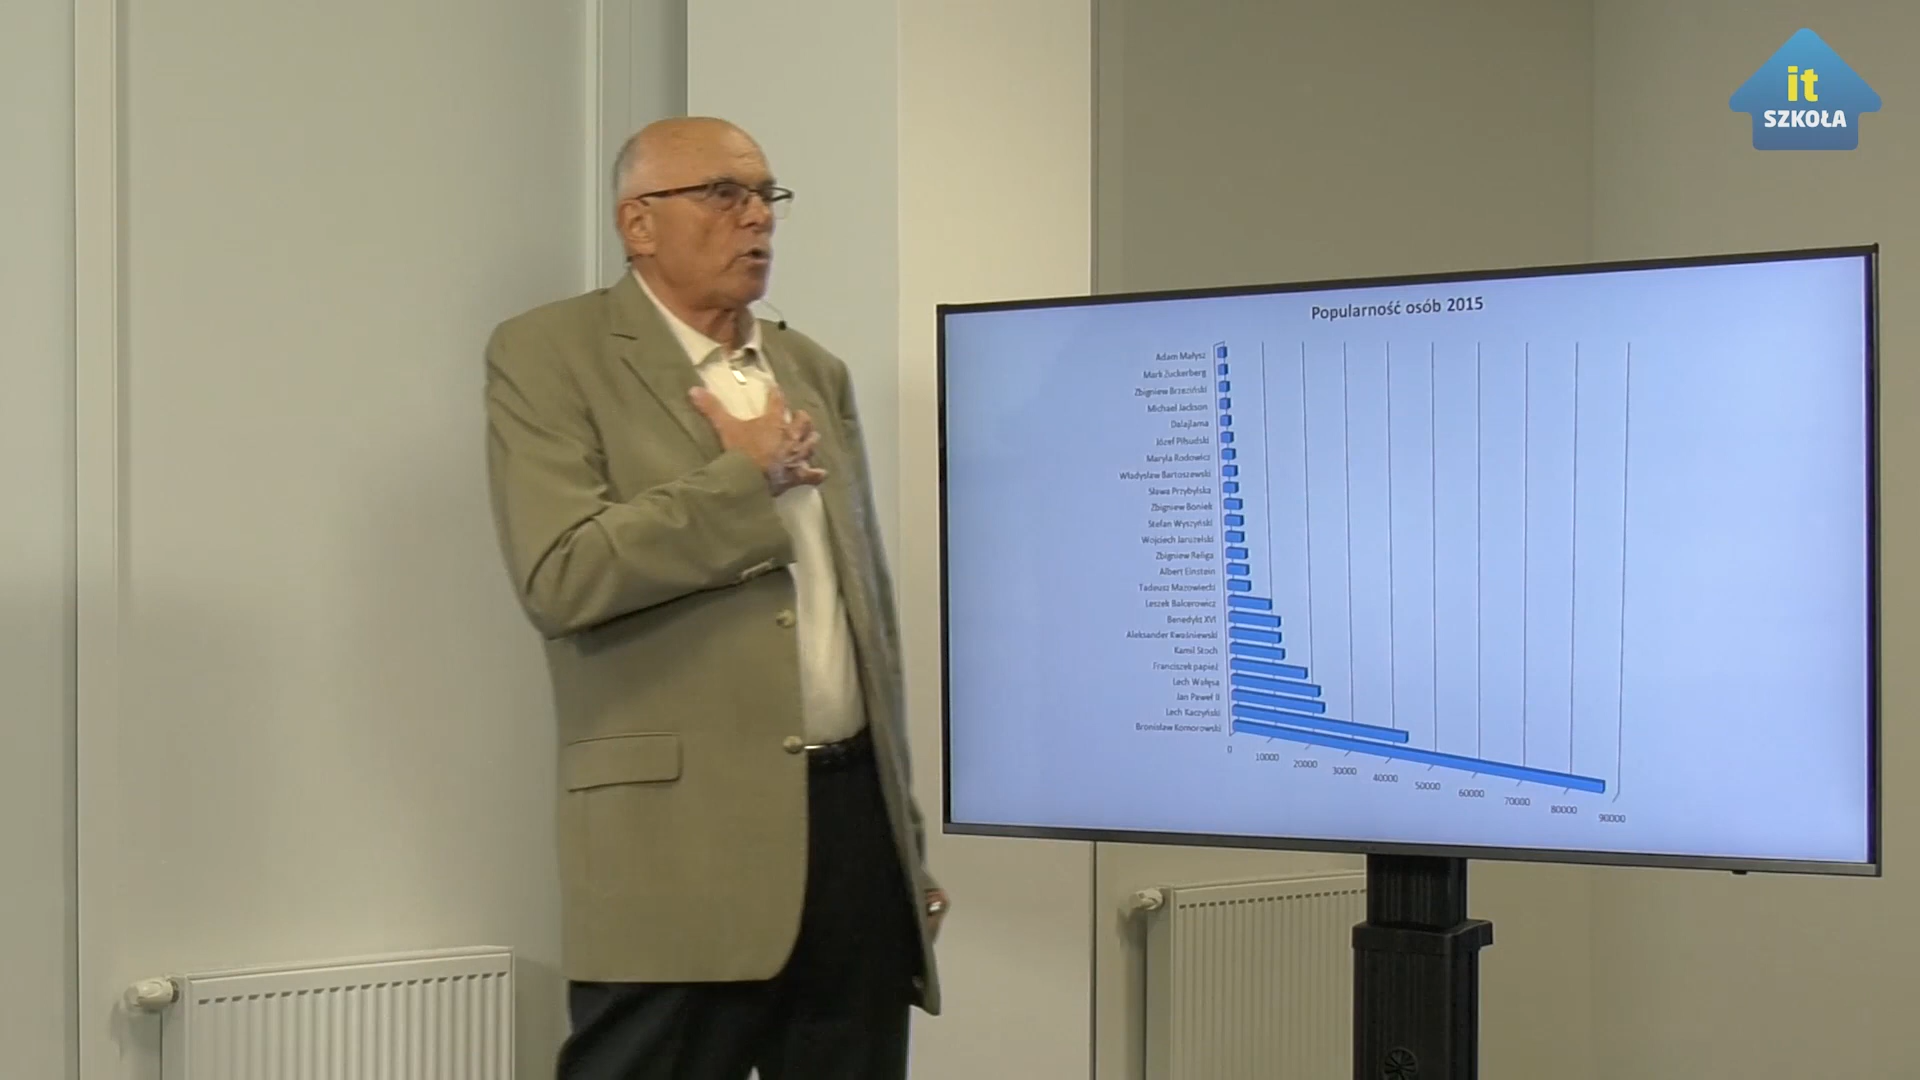 it
SZKOŁA
Popularność osób 2015
Adam Małysz
Mark Zuckerberg
Zbigniew Brzeziński
Michael Jackson
Dalajlama
Józef Piłsudski
Maryla Rodowicz
Władysław Bartoszewski
Sława Przybylska
Zbigniew Boniek
Stefan Wyszyński
Wojciech Jaruzelski
Zbigniew Religa
Albert Einstein
Tadeusz Mazowiecki
Leszek Balcerowicz
Benedykt XVI
Aleksander Kwaśniewski
Kamil Stoch
Franciszek papież
Lech Wałęsa
Jan Paweł II
Lech Kaczyński
Bronisław Komorowski
0 10000 20000 30000 40000 50000 60000 70000 80000 90000